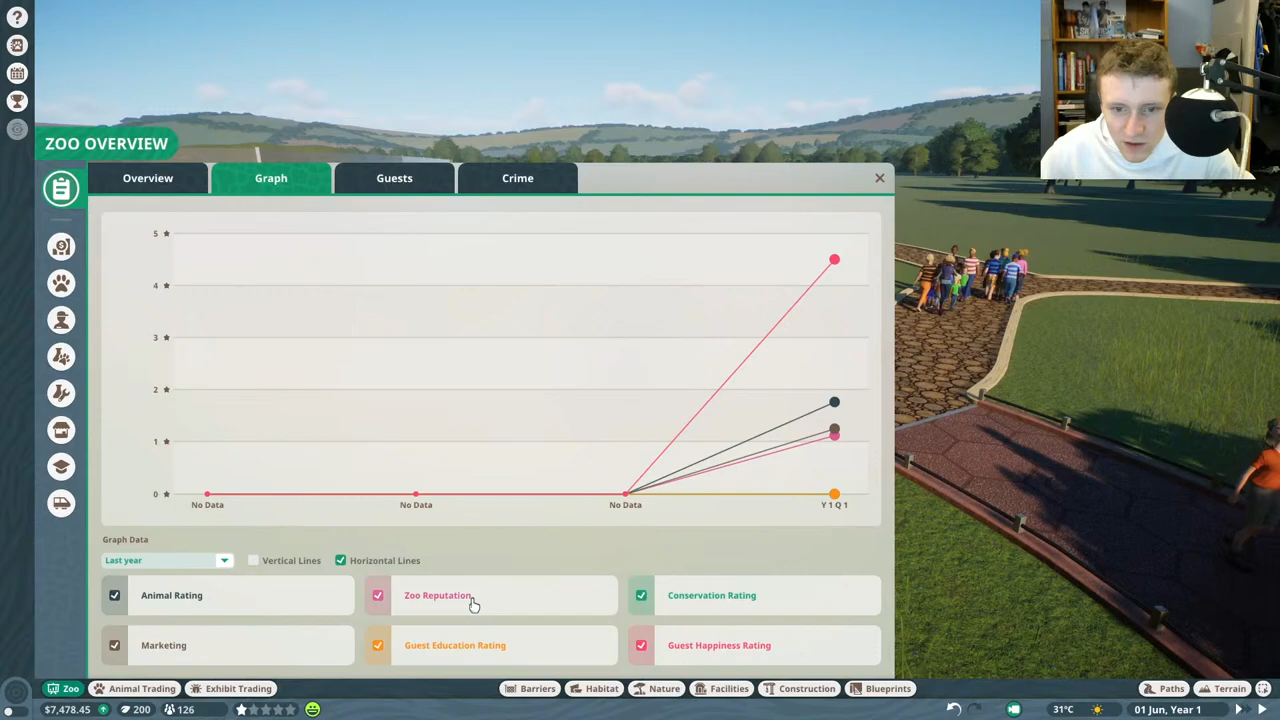 ZOO OVERVIEW
Overview
Graph
Guests
Crime
5
4
3
2
1
0
No Data
No Data
No Data
Y 1 Q 1
Graph Data
Last year
Vertical Lines
Horizontal Lines
Animal Rating
Zoo Reputation
Conservation Rating
Marketing
Guest Education Rating
Guest Happiness Rating
Zoo
Animal Trading
Exhibit Trading
Barriers
Habitat
Nature
Facilities
Construction
Blueprints
Paths
Terrain
$7,478.45
200
126
31°C
01 Jun, Year 1